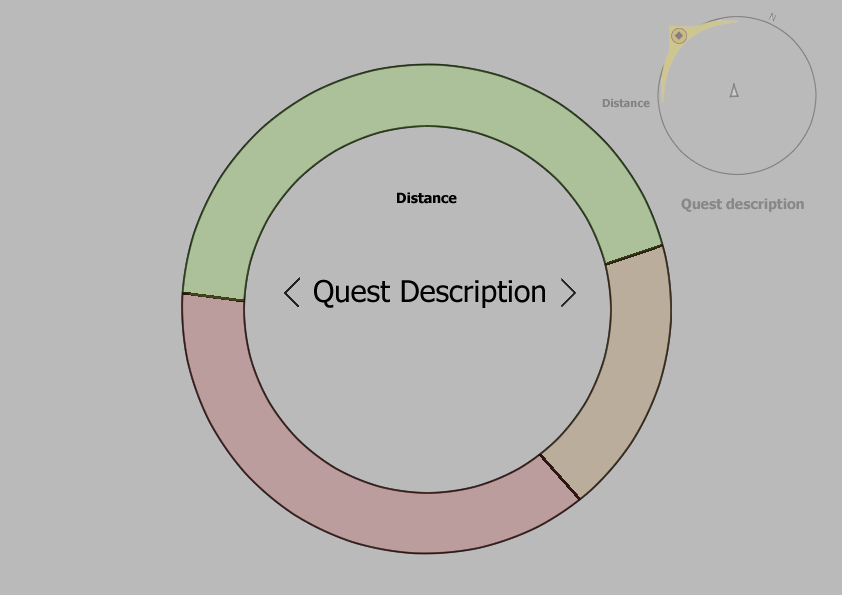 N
Distance
Quest description
Distance
< Quest Description >